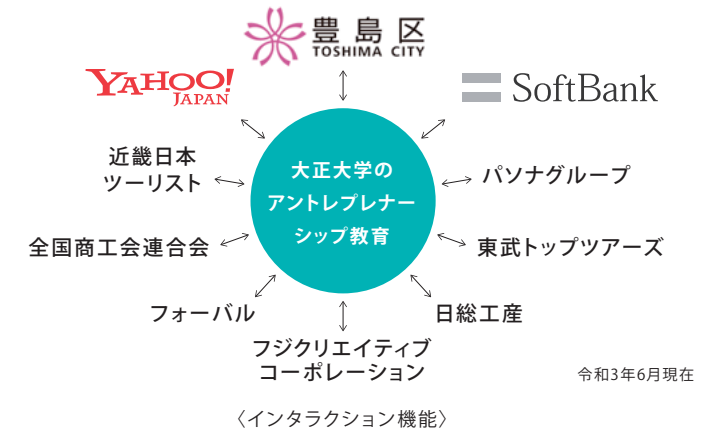 豊島区
TOSHIMA CITY
YAHOO!
JAPAN
SoftBank
近畿日本
ツーリスト
大正大学の
アントレプレナー
シップ教育
パソナグループ
全国商工会連合会
東武トップツアーズ
フォーバル
日総工産
フジクリエイティブ
コーポレーション
令和3年6月現在
〈インタラクション機能〉